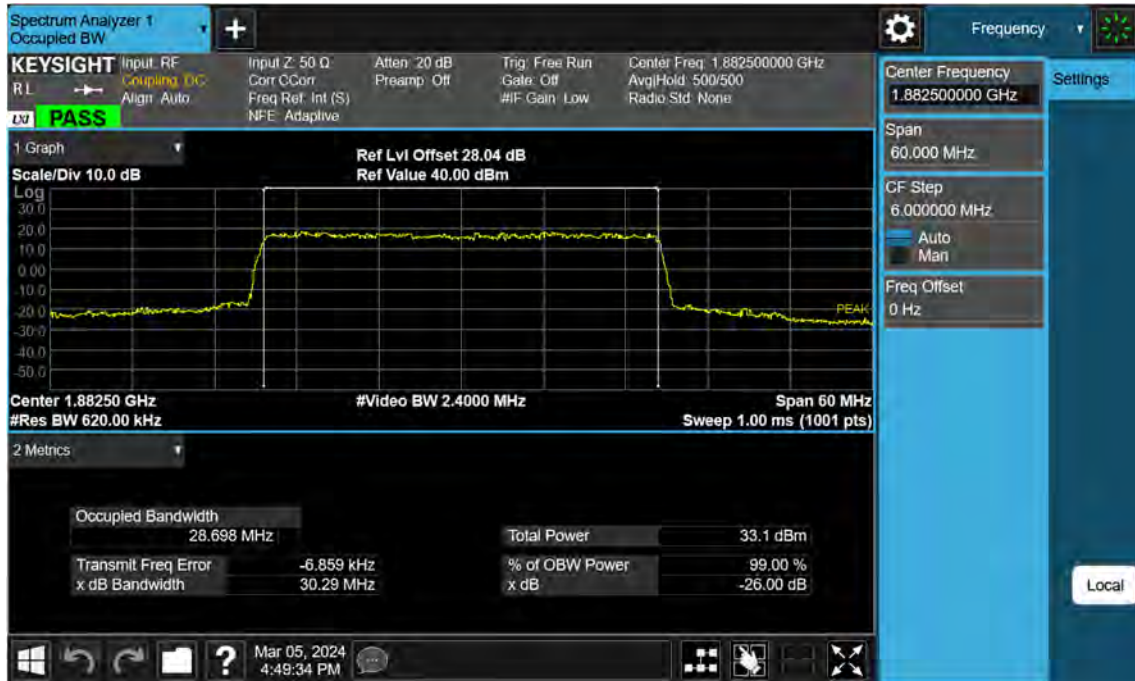 Spectrum Analyzer 1
Occupied BW
+
Frequency
KEYSIGHT
RL
LXI
PASS
Input: RF
Coupling: DC
Align: Auto
Input Z: 50 Ω
Corr CCorr
Freq Ref: Int (S)
NFE: Adaptive
Atten: 20 dB
Preamp: Off
Trig: Free Run
Gate: Off
#IF Gain: Low
Center Freq: 1.882500000 GHz
Avg|Hold: 500/500
Radio Std: None
Center Frequency
1.882500000 GHz
Settings
Span
60.000 MHz
CF Step
6.000000 MHz
Auto
Man
Freq Offset
0 Hz
1 Graph
Scale/Div 10.0 dB
Ref Lvl Offset 28.04 dB
Ref Value 40.00 dBm
Log
30.0
20.0
10.0
0.00
-10.0
-20.0
-30.0
-40.0
-50.0
PEAK
Center 1.88250 GHz
#Video BW 2.4000 MHz
Span 60 MHz
#Res BW 620.00 kHz
Sweep 1.00 ms (1001 pts)
2 Metrics
Occupied Bandwidth
28.698 MHz
Total Power 33.1 dBm
Transmit Freq Error -6.859 kHz
% of OBW Power 99.00 %
x dB Bandwidth 30.29 MHz
x dB -26.00 dB
Local
?
Mar 05, 2024
4:49:34 PM